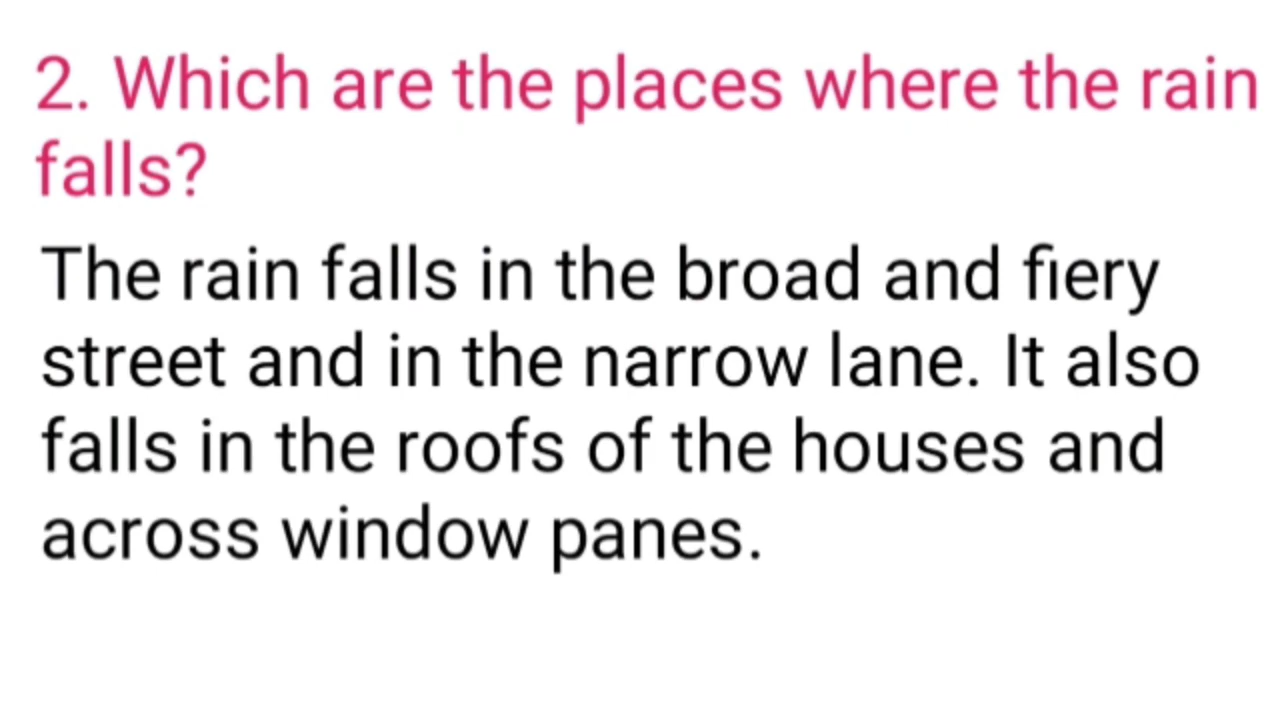 2. Which are the places where the rain
falls?
The rain falls in the broad and fiery
street and in the narrow lane. It also
falls in the roofs of the houses and
across window panes.